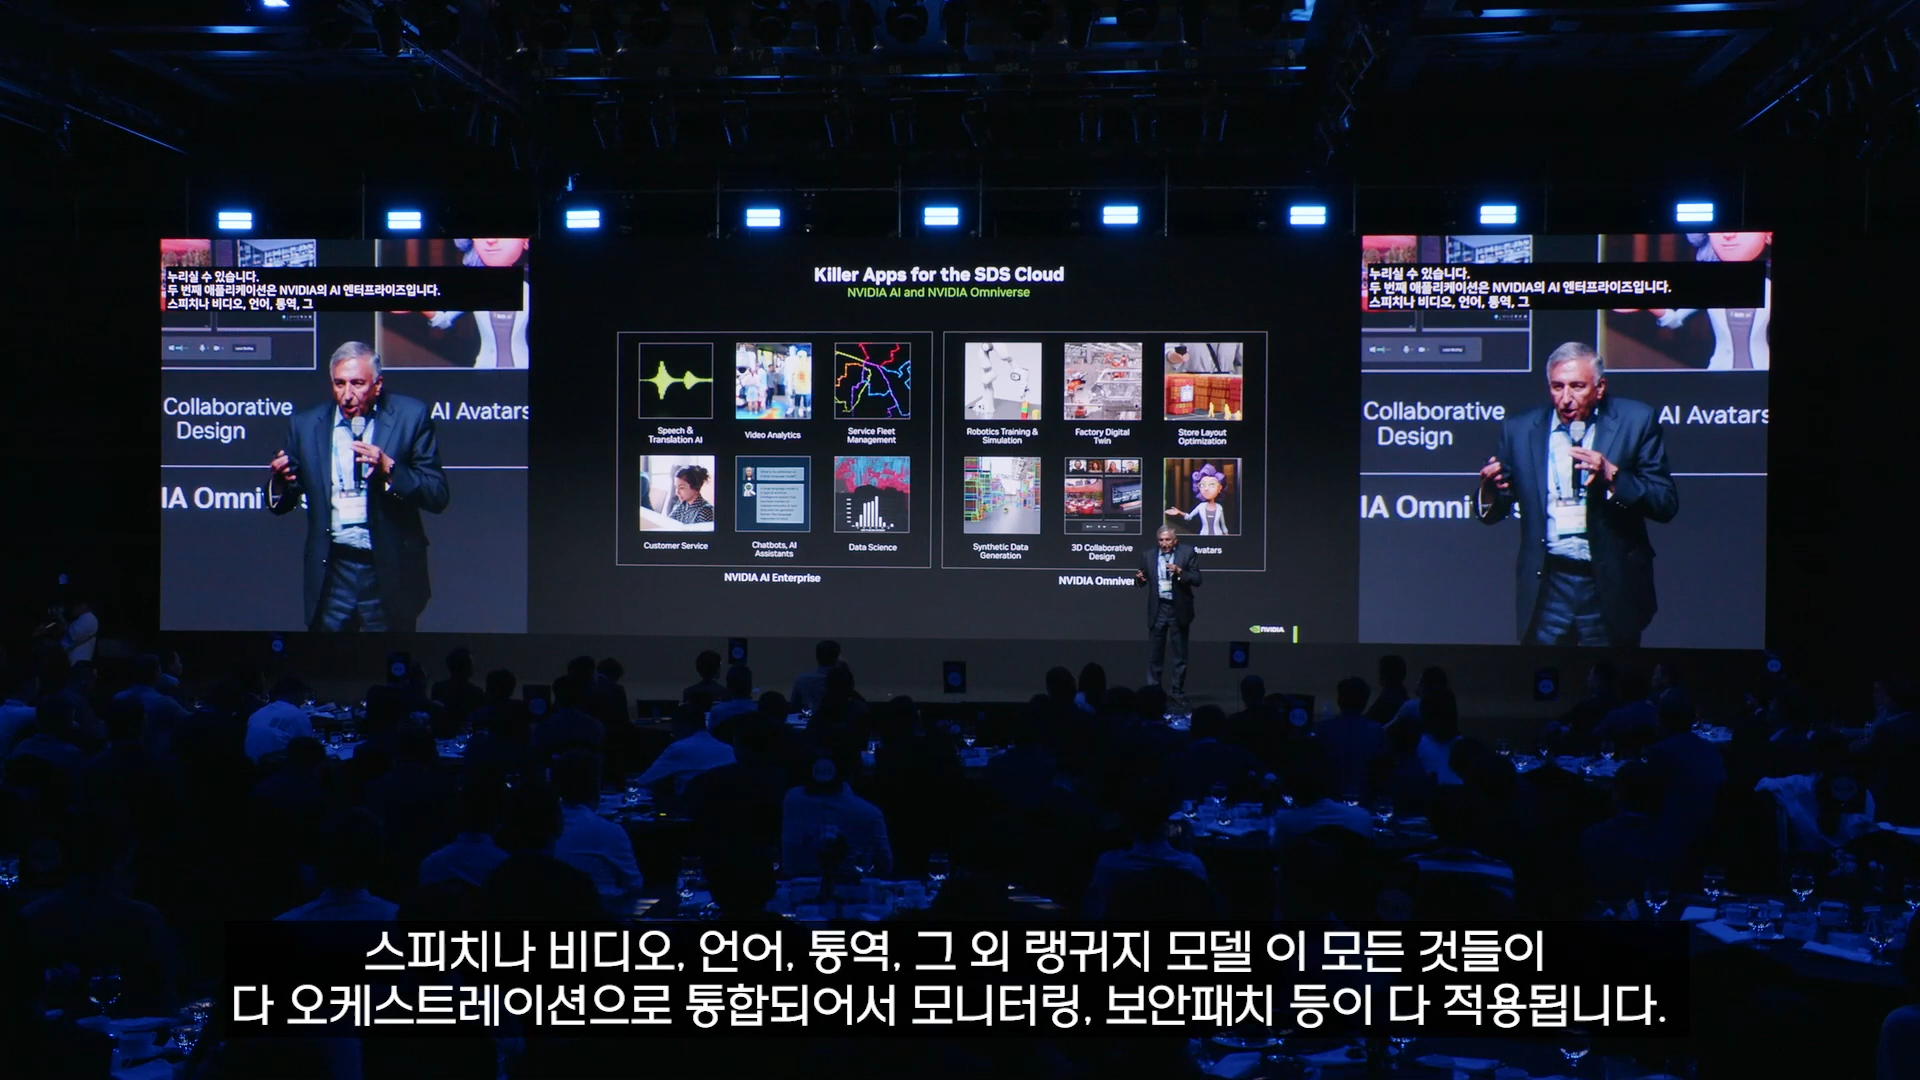 Killer Apps for the SDS Cloud
NVIDIA AI and NVIDIA Omniverse
Speech &
Translation AI
Video Analytics
Service Fleet
Management
Customer Service
Chatbots, AI
Assistants
Data Science
NVIDIA AI Enterprise
Robotics Training &
Simulation
Factory Digital
Twin
Store Layout
Optimization
Synthetic Data
Generation
3D Collaborative
Design
Avatars
NVIDIA Omniver
NVIDIA
누리실 수 있습니다.
두 번째 애플리케이션은 NVIDIA의 AI 엔터프라이즈입니다.
스피치나 비디오, 언어, 통역, 그
Collaborative
Design
AI Avatars
IA Omni
누리실 수 있습니다.
두 번째 애플리케이션은 NVIDIA의 AI 엔터프라이즈입니다.
스피치나 비디오, 언어, 통역, 그
Collaborative
Design
AI Avatars
IA Omni
스피치나 비디오, 언어, 통역, 그 외 랭귀지 모델 이 모든 것들이
다 오케스트레이션으로 통합되어서 모니터링, 보안패치 등이 다 적용됩니다.